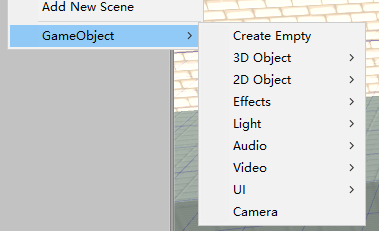 Add New Scene
GameObject
Create Empty
3D Object
2D Object
Effects
Light
Audio
Video
UI
Camera